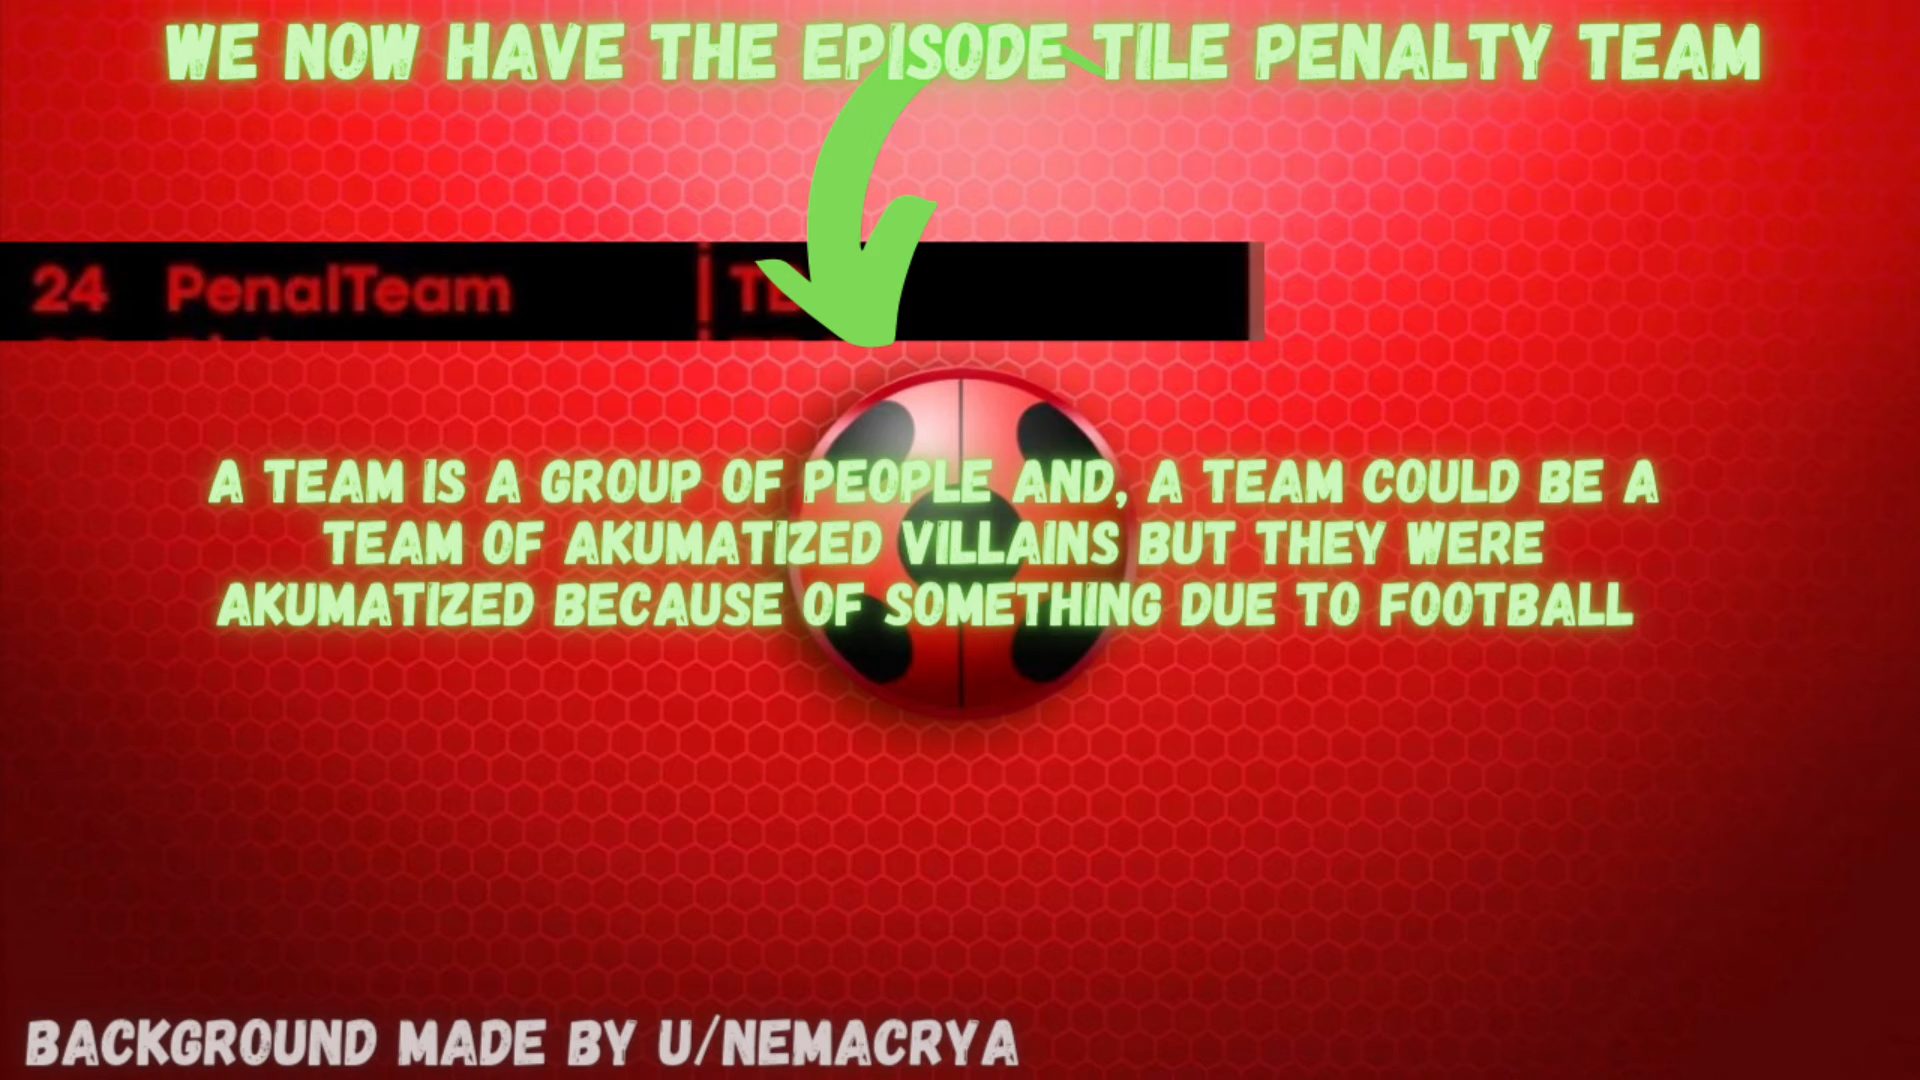 WE NOW HAVE THE EPISODE TILE PENALTY TEAM
24 PenalTeam | TB
A TEAM IS A GROUP OF PEOPLE AND, A TEAM COULD BE A
TEAM OF AKUMATIZED VILLAINS BUT THEY WERE
AKUMATIZED BECAUSE OF SOMETHING DUE TO FOOTBALL
BACKGROUND MADE BY U/NEMACRYA